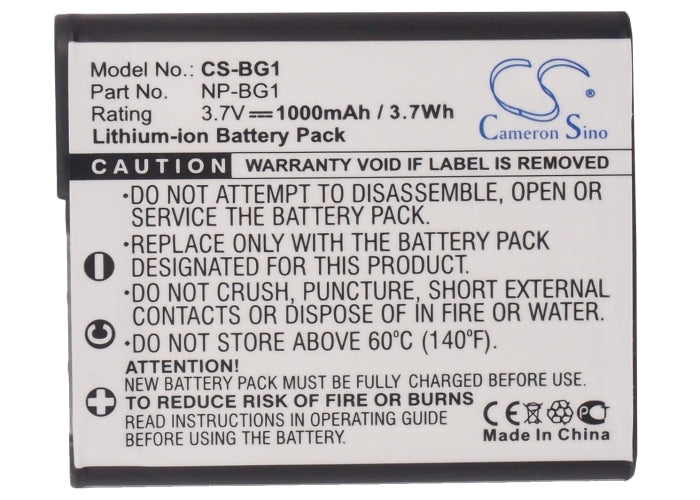 Model No.: CS-BG1
Part No. NP-BG1
Rating 3.7V⎓1000mAh / 3.7Wh
Lithium-ion Battery Pack
CS
Cameron Sino
CAUTION WARRANTY VOID IF LABEL IS REMOVED
•DO NOT ATTEMPT TO DISASSEMBLE, OPEN
OR SERVICE THE BATTERY PACK.
•REPLACE ONLY WITH THE BATTERY PACK
DESIGNATED FOR THIS INSTRUCTIONS.
•DO NOT CRUSH, PUNCTURE, SHORT EXTERNAL
CONTACTS OR DISPOSE OF IN FIRE OR WATER.
•DO NOT STORE ABOVE 60°C (140°F).
ATTENTION!
NEW BATTERY PACK MUST BE FULLY CHARGED BEFORE USE
TO REDUCE RISK OF FIRE OR BURNS
READ INSTRUCTIONS IN OPERATING GUIDE
BEFORE USING BATTERY PACK.
C
CE PC
Made In China